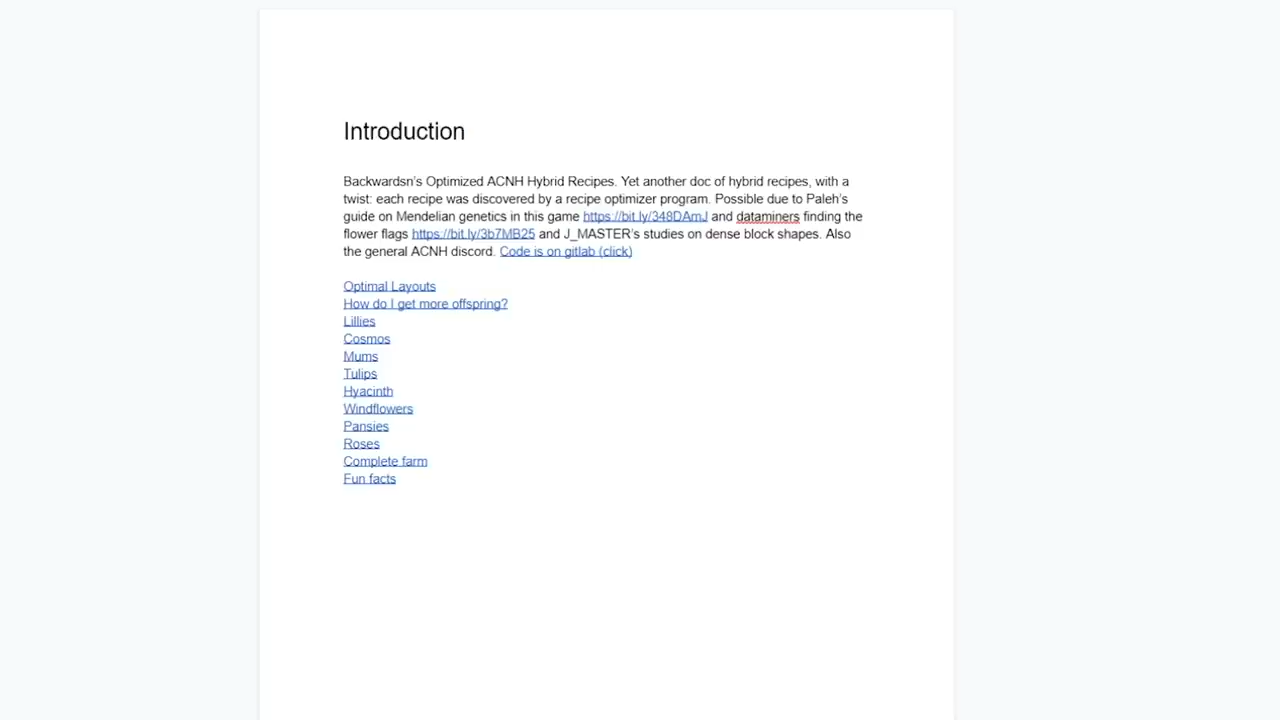 Introduction
Backwardsn's Optimized ACNH Hybrid Recipes. Yet another doc of hybrid recipes, with a
twist: each recipe was discovered by a recipe optimizer program. Possible due to Paleh's
guide on Mendelian genetics in this game https://bit.ly/348DAmJ and dataminers finding the
flower flags https://bit.ly/3b7MB25 and J_MASTER's studies on dense block shapes. Also
the general ACNH discord. Code is on gitlab (click)
Optimal Layouts
How do I get more offspring?
Lillies
Cosmos
Mums
Tulips
Hyacinth
Windflowers
Pansies
Roses
Complete farm
Fun facts